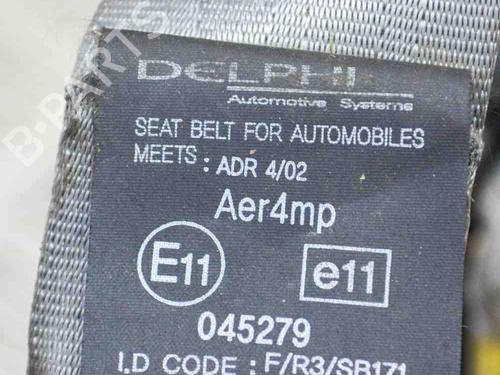 B-PARTS
DELPHI
Automotive Systems
SEAT BELT FOR AUTOMOBILES
MEETS : ADR 4/02
Aer4mp
E11 e11
045279
I.D CODE : F/R3/SB171